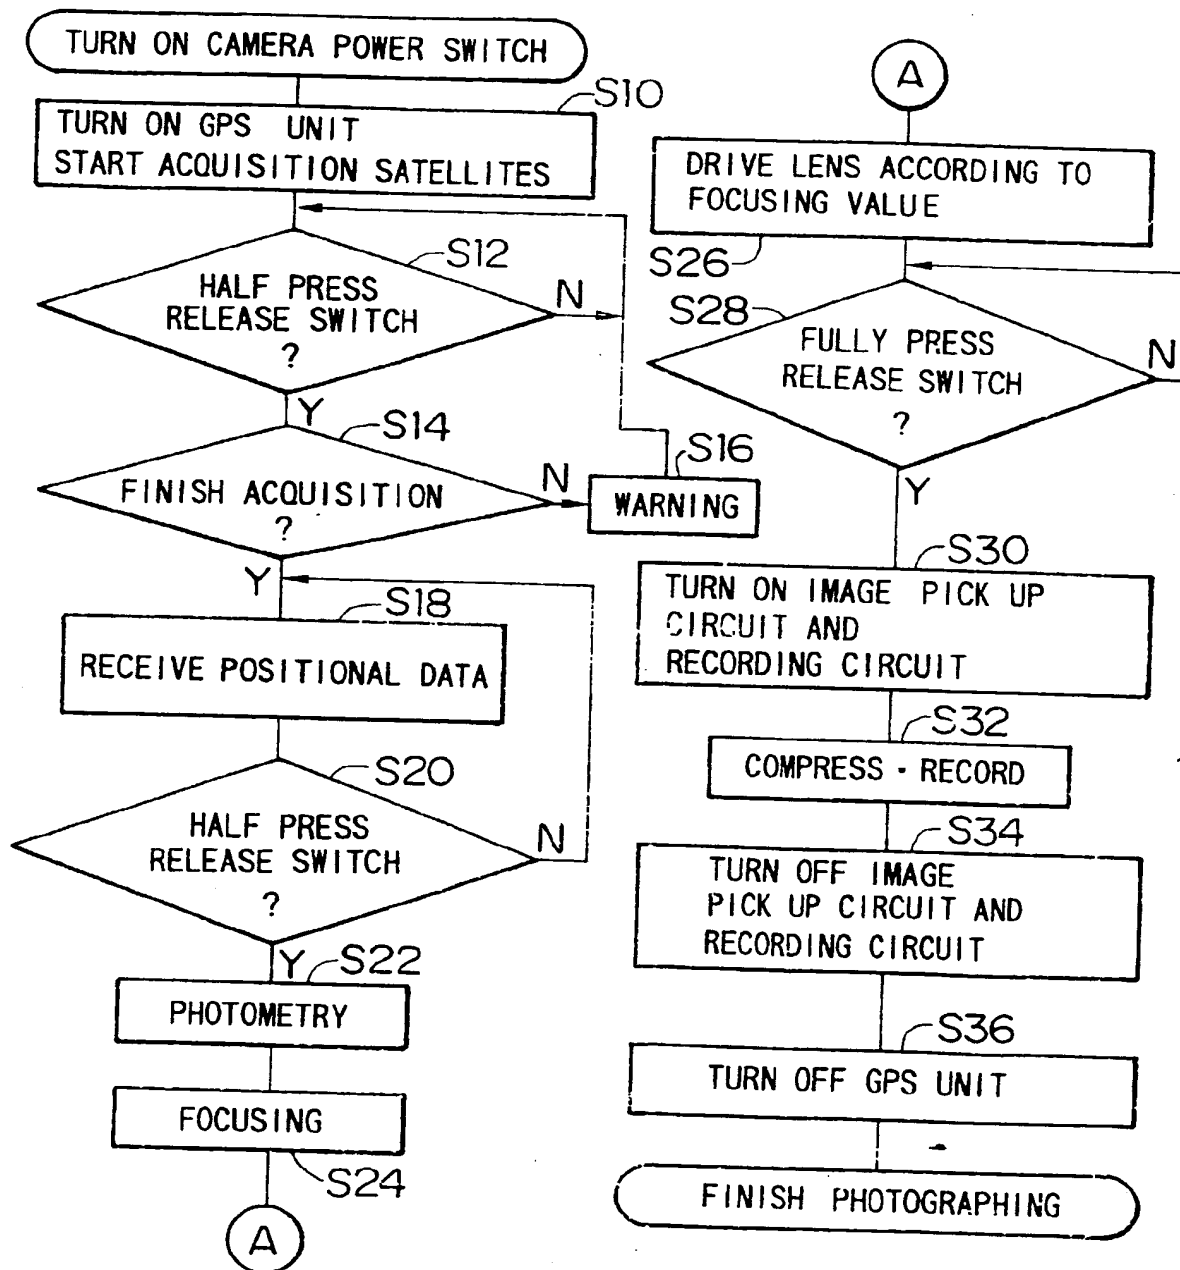 TURN ON CAMERA POWER SWITCH
S10
TURN ON GPS UNIT
START ACQUISITION SATELLITES
S12
HALF PRESS
RELEASE SWITCH
?
N
Y
S14
FINISH ACQUISITION
?
N
S16
WARNING
Y
S18
RECEIVE POSITIONAL DATA
S20
HALF PRESS
RELEASE SWITCH
?
N
Y
S22
PHOTOMETRY
FOCUSING
S24
A
A
DRIVE LENS ACCORDING TO
FOCUSING VALUE
S26
S28
FULLY PRESS
RELEASE SWITCH
?
N
Y
S30
TURN ON IMAGE PICK UP
CIRCUIT AND
RECORDING CIRCUIT
S32
COMPRESS · RECORD
S34
TURN OFF IMAGE
PICK UP CIRCUIT AND
RECORDING CIRCUIT
S36
TURN OFF GPS UNIT
FINISH PHOTOGRAPHING